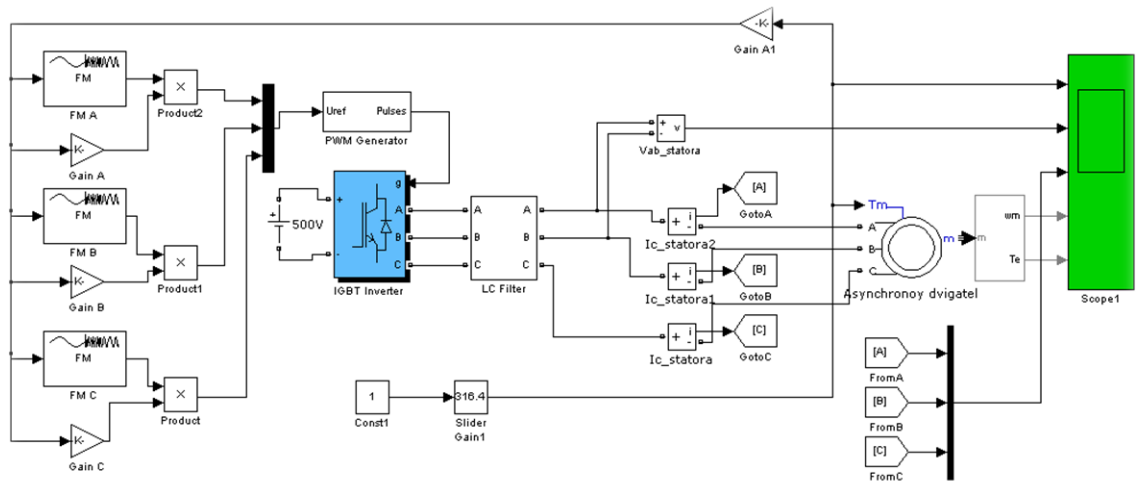 -K-
Gain A1
FM
FM A
×
Product2
K-
Gain A
FM
FM B
×
Product1
K-
Gain B
FM
FM C
×
Product
K-
Gain C
Uref Pulses
PWM Generator
+
-
500V
g
+
-
A
B
C
IGBT Inverter
A A
B B
C C
LC Filter
+
-
v
Vab_statora
+ i
-
Ic_statora2
[A]
GotoA
+ i
-
Ic_statora1
[B]
GotoB
+ i
-
Ic_statora
[C]
GotoC
Tm
A
B
C
m
Asynchronoy dvigatel
m
wm
Te
Scope1
1
Const1
316.4
Slider
Gain1
[A]
FromA
[B]
FromB
[C]
FromC